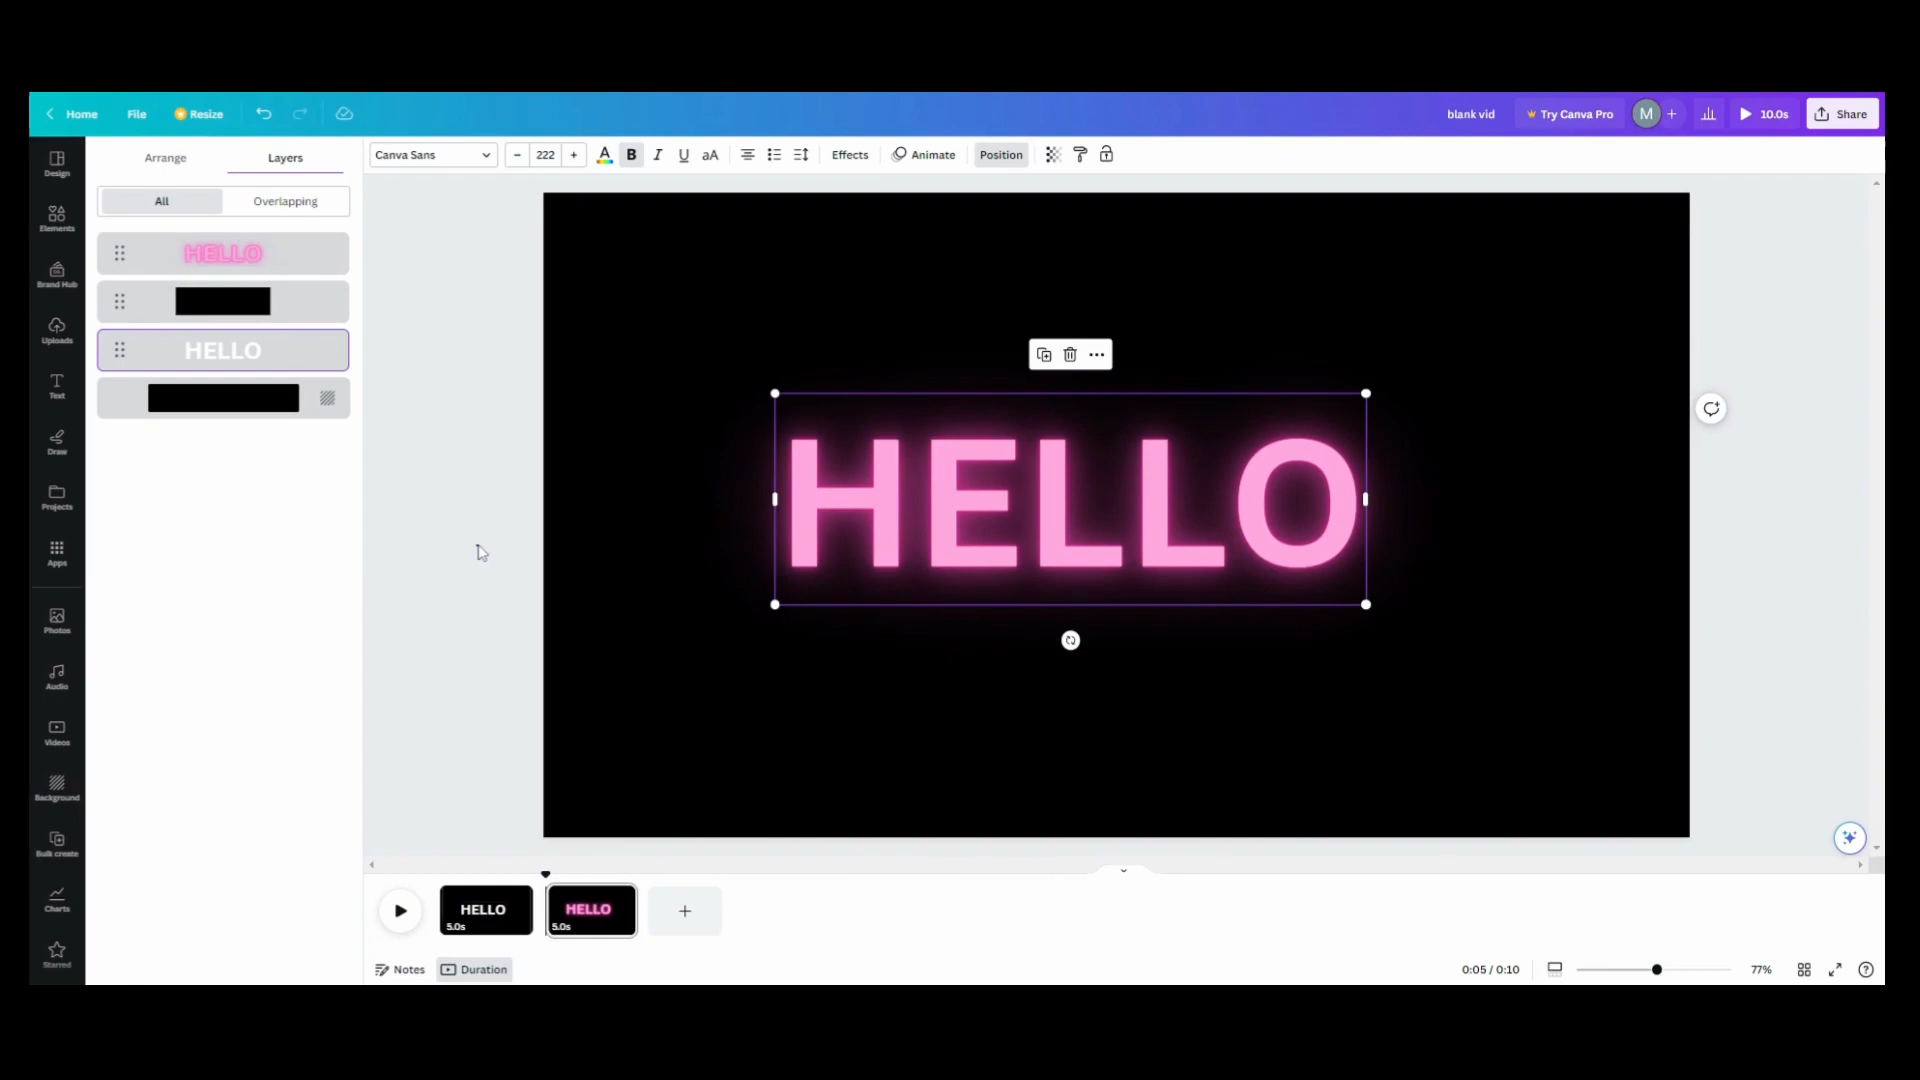 Home File Resize blank vid Try Canva Pro M + 10.0s Share
Arrange Layers Canva Sans - 222 + A B I U aA Effects Animate Position
All Overlapping
HELLO
HELLO
Design
Elements
Brand Hub
Uploads
Text
Draw
Projects
Apps
Photos
Audio
Videos
Background
Bulk create
Charts
Starred
HELLO
HELLO 5.0s
HELLO 5.0s
Notes Duration 0:05 / 0:10 77%